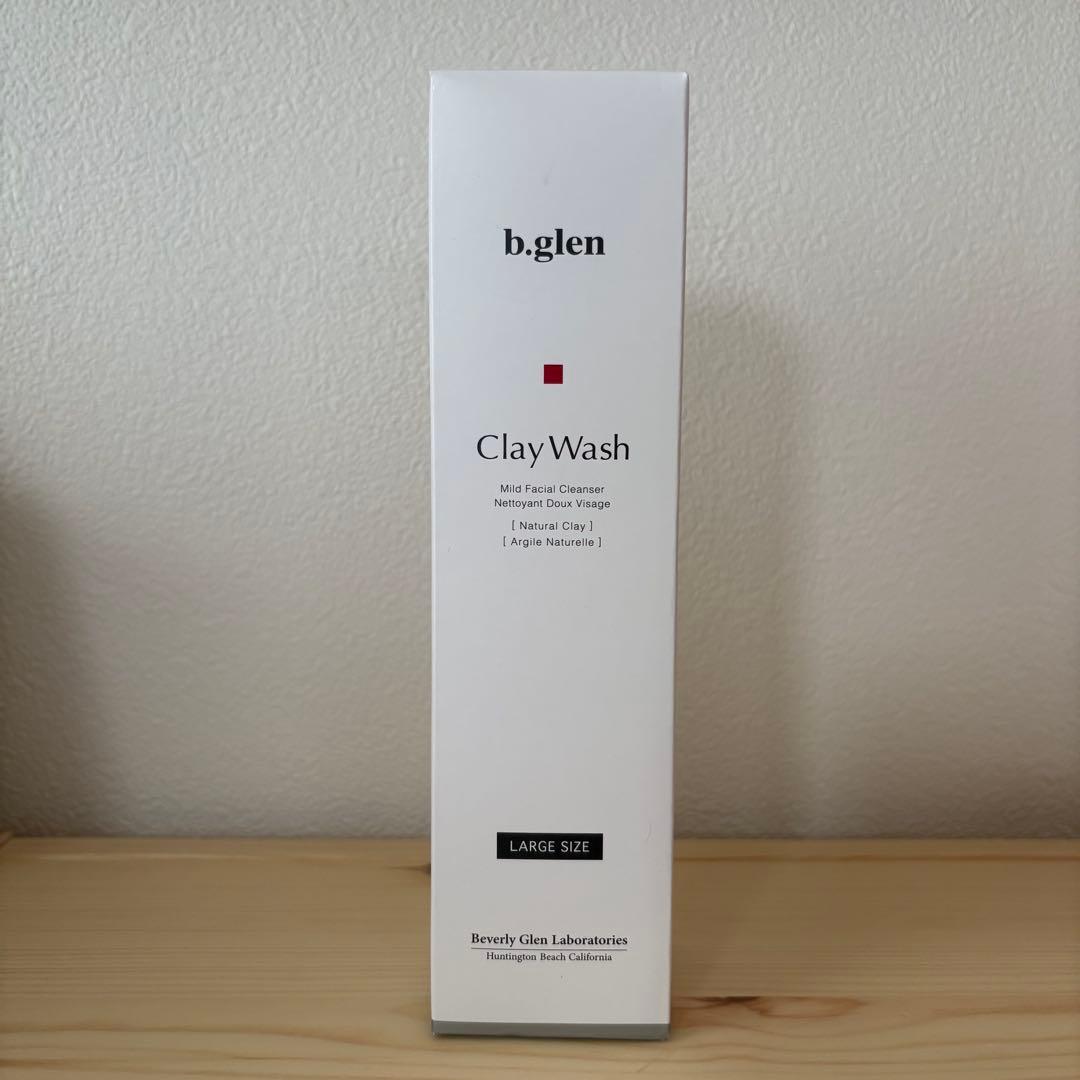 b.glen
Clay Wash
Mild Facial Cleanser
Nettoyant Doux Visage
[ Natural Clay ]
[ Argile Naturelle ]
LARGE SIZE
Beverly Glen Laboratories
Huntington Beach California